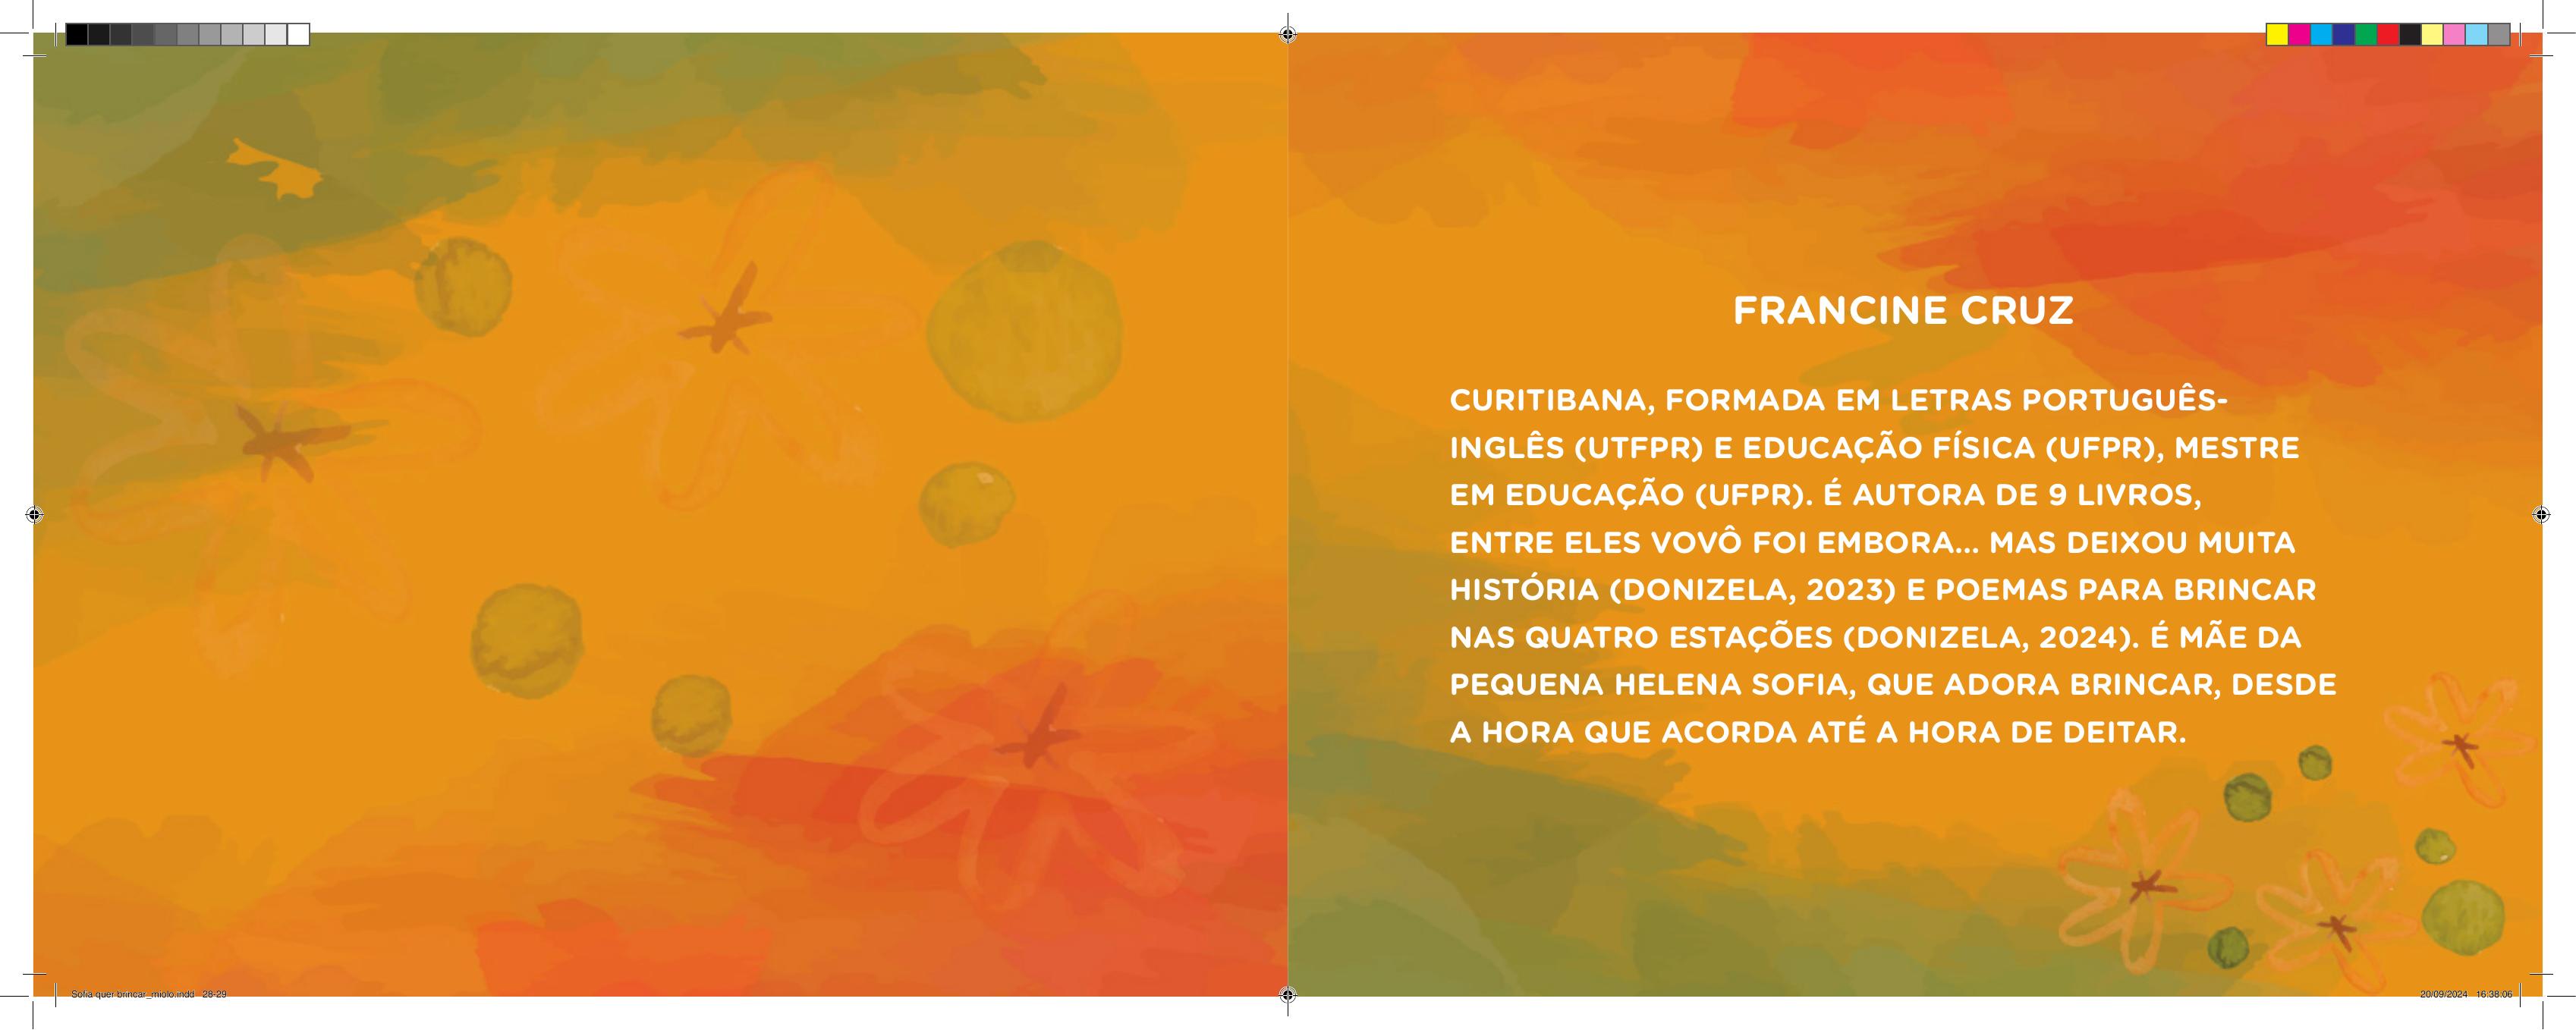 FRANCINE CRUZ
CURITIBANA, FORMADA EM LETRAS PORTUGUÊS-
INGLÊS (UTFPR) E EDUCAÇÃO FÍSICA (UFPR), MESTRE
EM EDUCAÇÃO (UFPR). É AUTORA DE 9 LIVROS,
ENTRE ELES VOVÔ FOI EMBORA... MAS DEIXOU MUITA
HISTÓRIA (DONIZELA, 2023) E POEMAS PARA BRINCAR
NAS QUATRO ESTAÇÕES (DONIZELA, 2024). É MÃE DA
PEQUENA HELENA SOFIA, QUE ADORA BRINCAR, DESDE
A HORA QUE ACORDA ATÉ A HORA DE DEITAR.
Sofia quer brincar_miolo.indd 28-29
20/09/2024 16:38:06